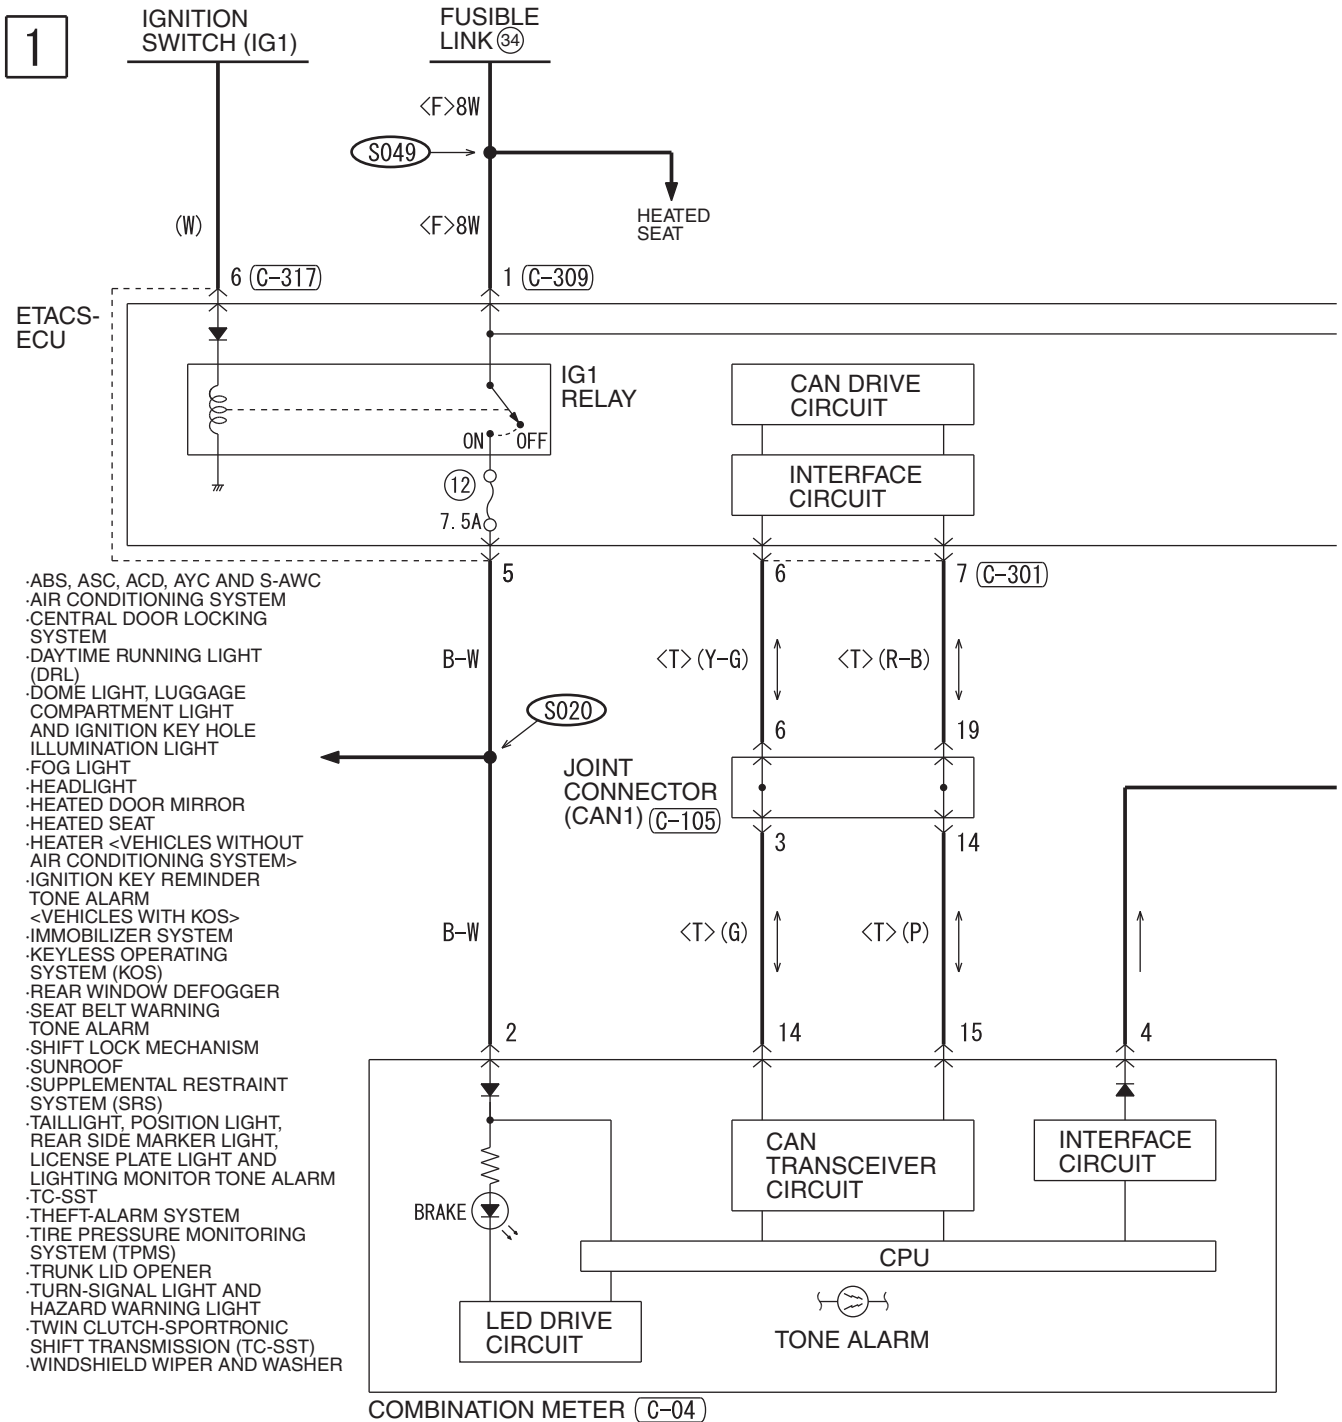 1
IGNITION
SWITCH (IG1)
FUSIBLE
LINK 34
<F>8W
S049
HEATED
SEAT
(W)
<F>8W
6 C-317
1 C-309
ETACS-
ECU
IG1
RELAY
ON
OFF
12
7.5A
CAN DRIVE
CIRCUIT
INTERFACE
CIRCUIT
5
6
7 C-301
·ABS, ASC, ACD, AYC AND S-AWC
·AIR CONDITIONING SYSTEM
·CENTRAL DOOR LOCKING
SYSTEM
·DAYTIME RUNNING LIGHT
(DRL)
·DOME LIGHT, LUGGAGE
COMPARTMENT LIGHT
AND IGNITION KEY HOLE
ILLUMINATION LIGHT
·FOG LIGHT
·HEADLIGHT
·HEATED DOOR MIRROR
·HEATED SEAT
·HEATER <VEHICLES WITHOUT
AIR CONDITIONING SYSTEM>
·IGNITION KEY REMINDER
TONE ALARM
<VEHICLES WITH KOS>
·IMMOBILIZER SYSTEM
·KEYLESS OPERATING
SYSTEM (KOS)
·REAR WINDOW DEFOGGER
·SEAT BELT WARNING
TONE ALARM
·SHIFT LOCK MECHANISM
·SUNROOF
·SUPPLEMENTAL RESTRAINT
SYSTEM (SRS)
·TAILLIGHT, POSITION LIGHT,
REAR SIDE MARKER LIGHT,
LICENSE PLATE LIGHT AND
LIGHTING MONITOR TONE ALARM
·TC-SST
·THEFT-ALARM SYSTEM
·TIRE PRESSURE MONITORING
SYSTEM (TPMS)
·TRUNK LID OPENER
·TURN-SIGNAL LIGHT AND
HAZARD WARNING LIGHT
·TWIN CLUTCH-SPORTRONIC
SHIFT TRANSMISSION (TC-SST)
·WINDSHIELD WIPER AND WASHER
B-W
<T>(Y-G)
<T>(R-B)
S020
6
19
JOINT
CONNECTOR
(CAN1) C-105
3
14
B-W
<T>(G)
<T>(P)
2
14
15
4
CAN
TRANSCEIVER
CIRCUIT
INTERFACE
CIRCUIT
BRAKE
CPU
LED DRIVE
CIRCUIT
TONE ALARM
COMBINATION METER C-04